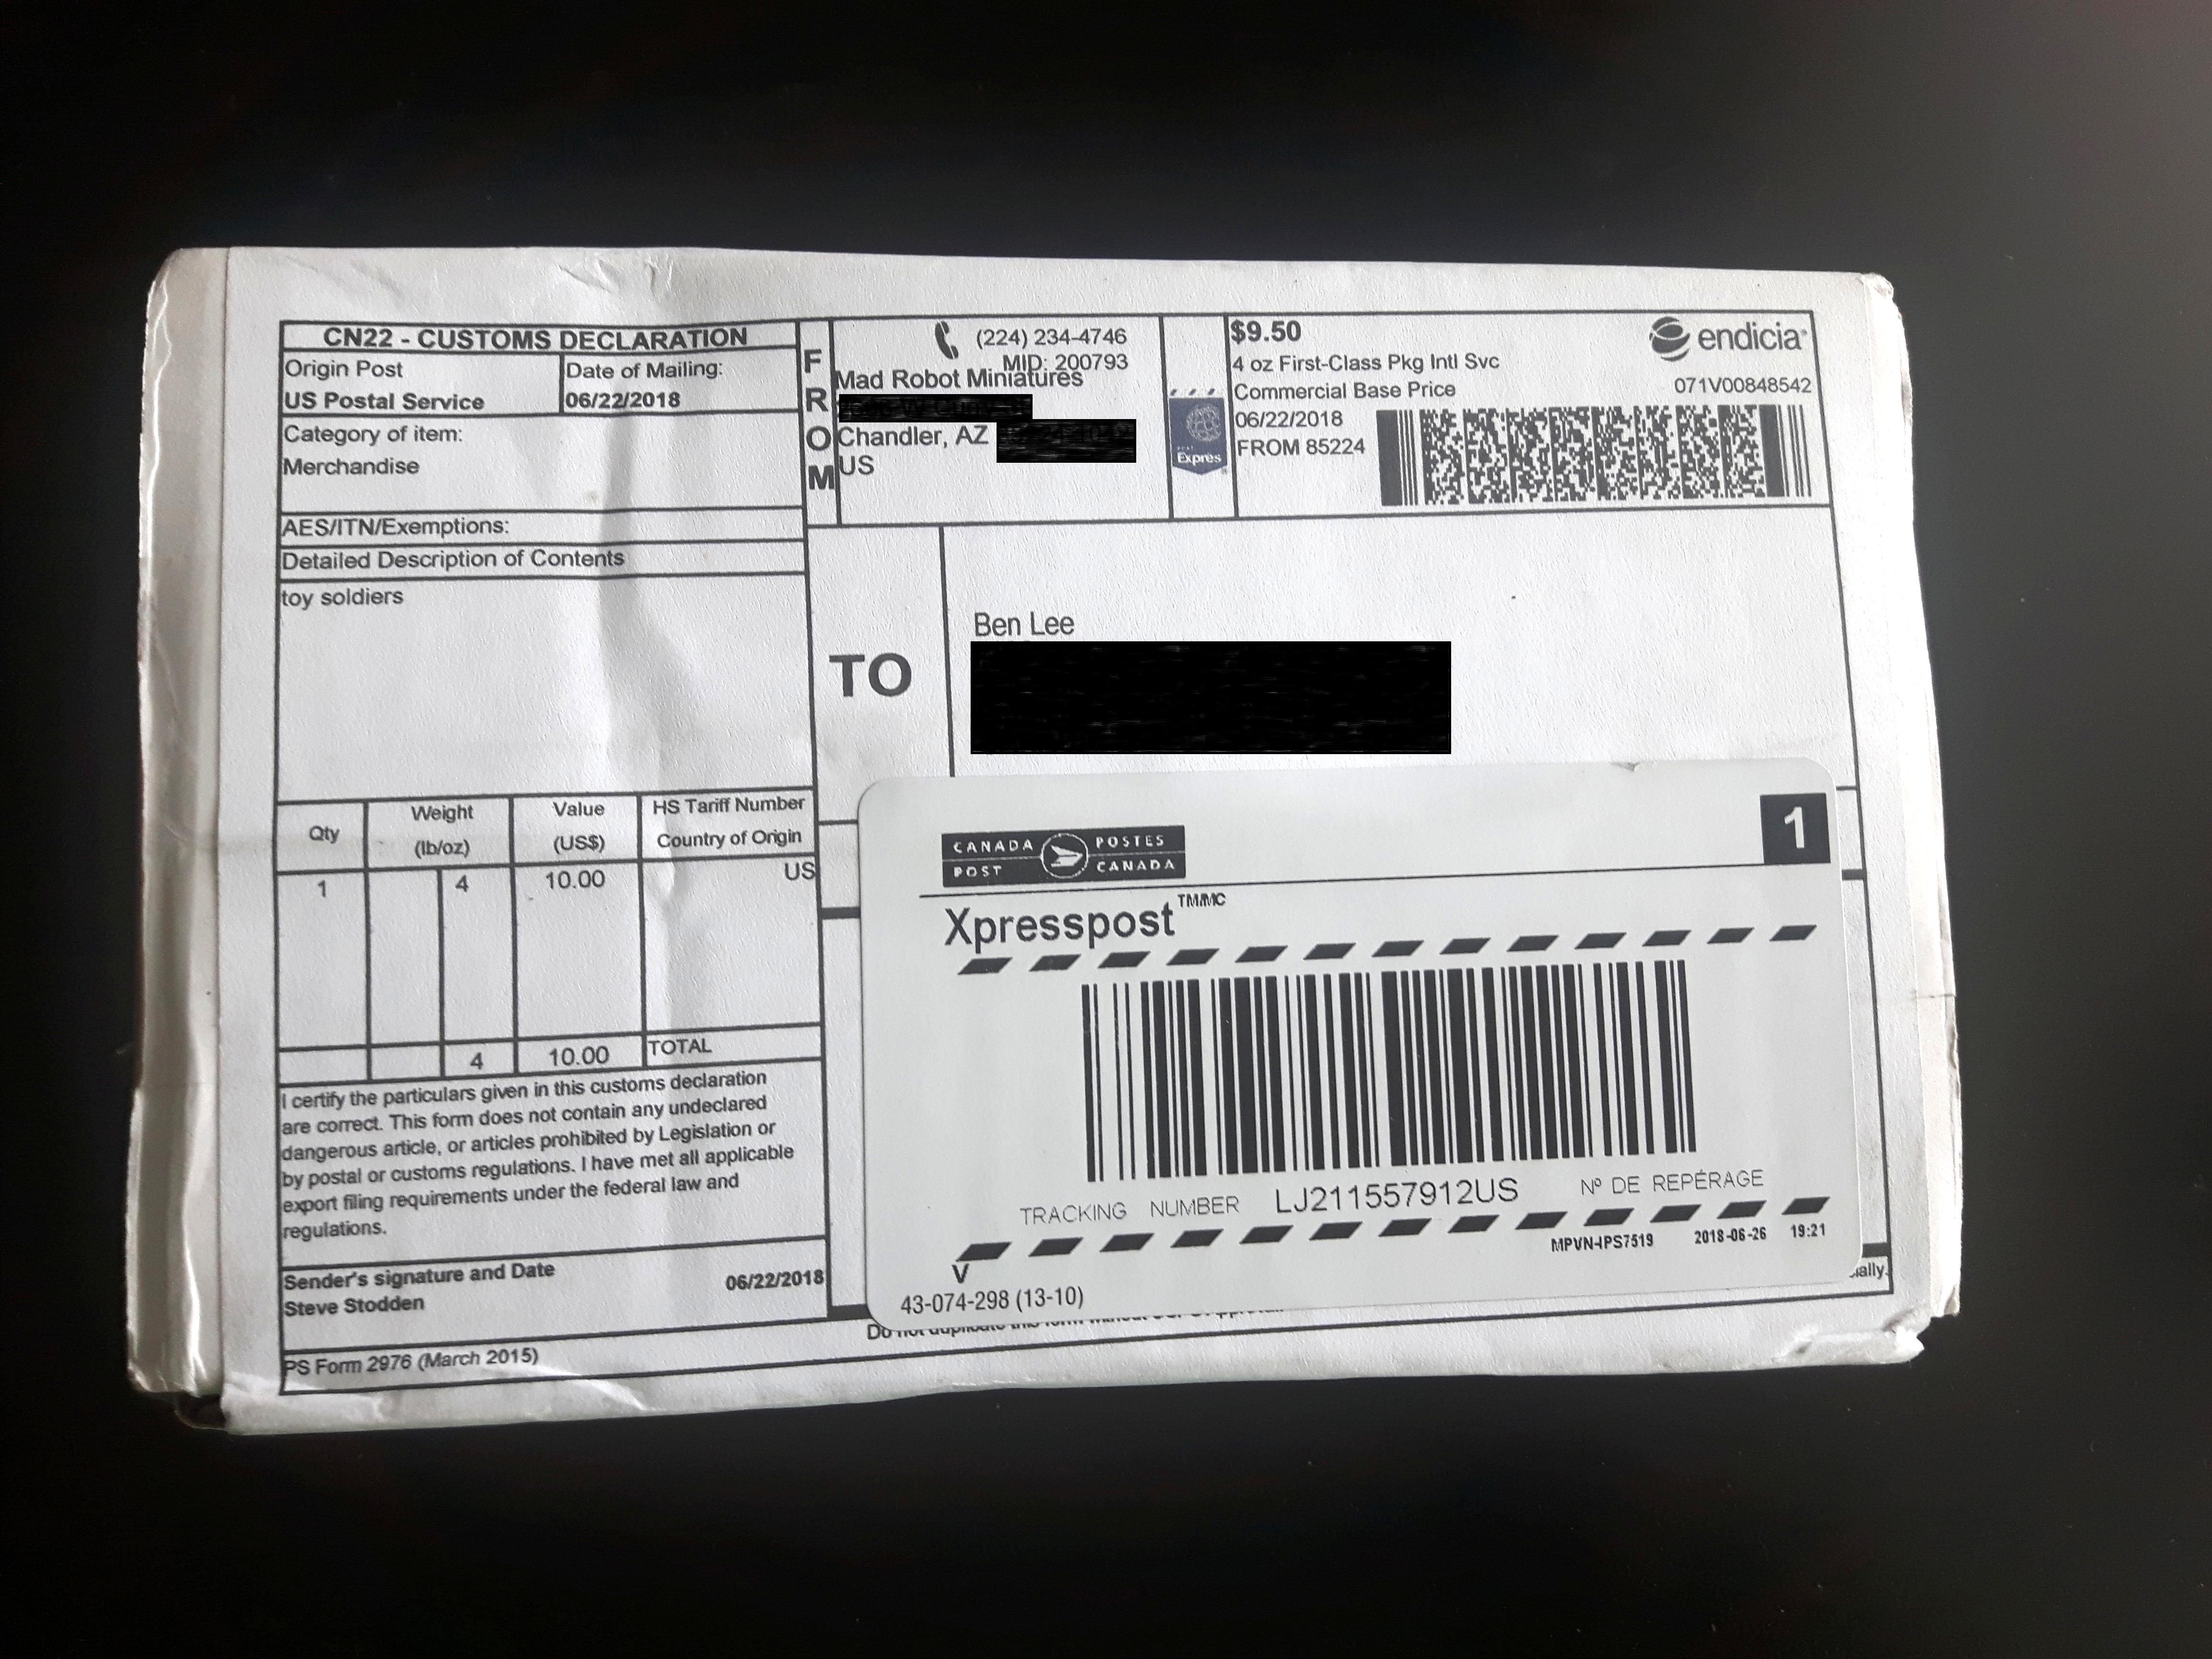 CN22 - CUSTOMS DECLARATION
Origin Post
US Postal Service
Date of Mailing:
06/22/2018
Category of item:
Merchandise
AES/ITN/Exemptions:
Detailed Description of Contents
toy soldiers
Qty
Weight
(lb/oz)
Value
(US$)
HS Tariff Number
Country of Origin
1 4 10.00 US
4 10.00 TOTAL
I certify the particulars given in this customs declaration
are correct. This form does not contain any undeclared
dangerous article, or articles prohibited by Legislation or
by postal or customs regulations. I have met all applicable
export filing requirements under the federal law and
regulations.
Sender's signature and Date
Steve Stodden
06/22/2018
PS Form 2976 (March 2015)
FROM
(224) 234-4746
MID: 200793
Mad Robot Miniatures
Chandler, AZ
US
Exprès
$9.50
4 oz First-Class Pkg Intl Svc
Commercial Base Price
06/22/2018
FROM 85224
endicia
071V00848542
TO
Ben Lee
CANADA POST
POSTES CANADA
1
Xpresspost TM/MC
TRACKING NUMBER LJ211557912US Nº DE REPÉRAGE
MPVN-IPS7519 2018-06-26 19:21
V
43-074-298 (13-10)
Do not duplicate this form without